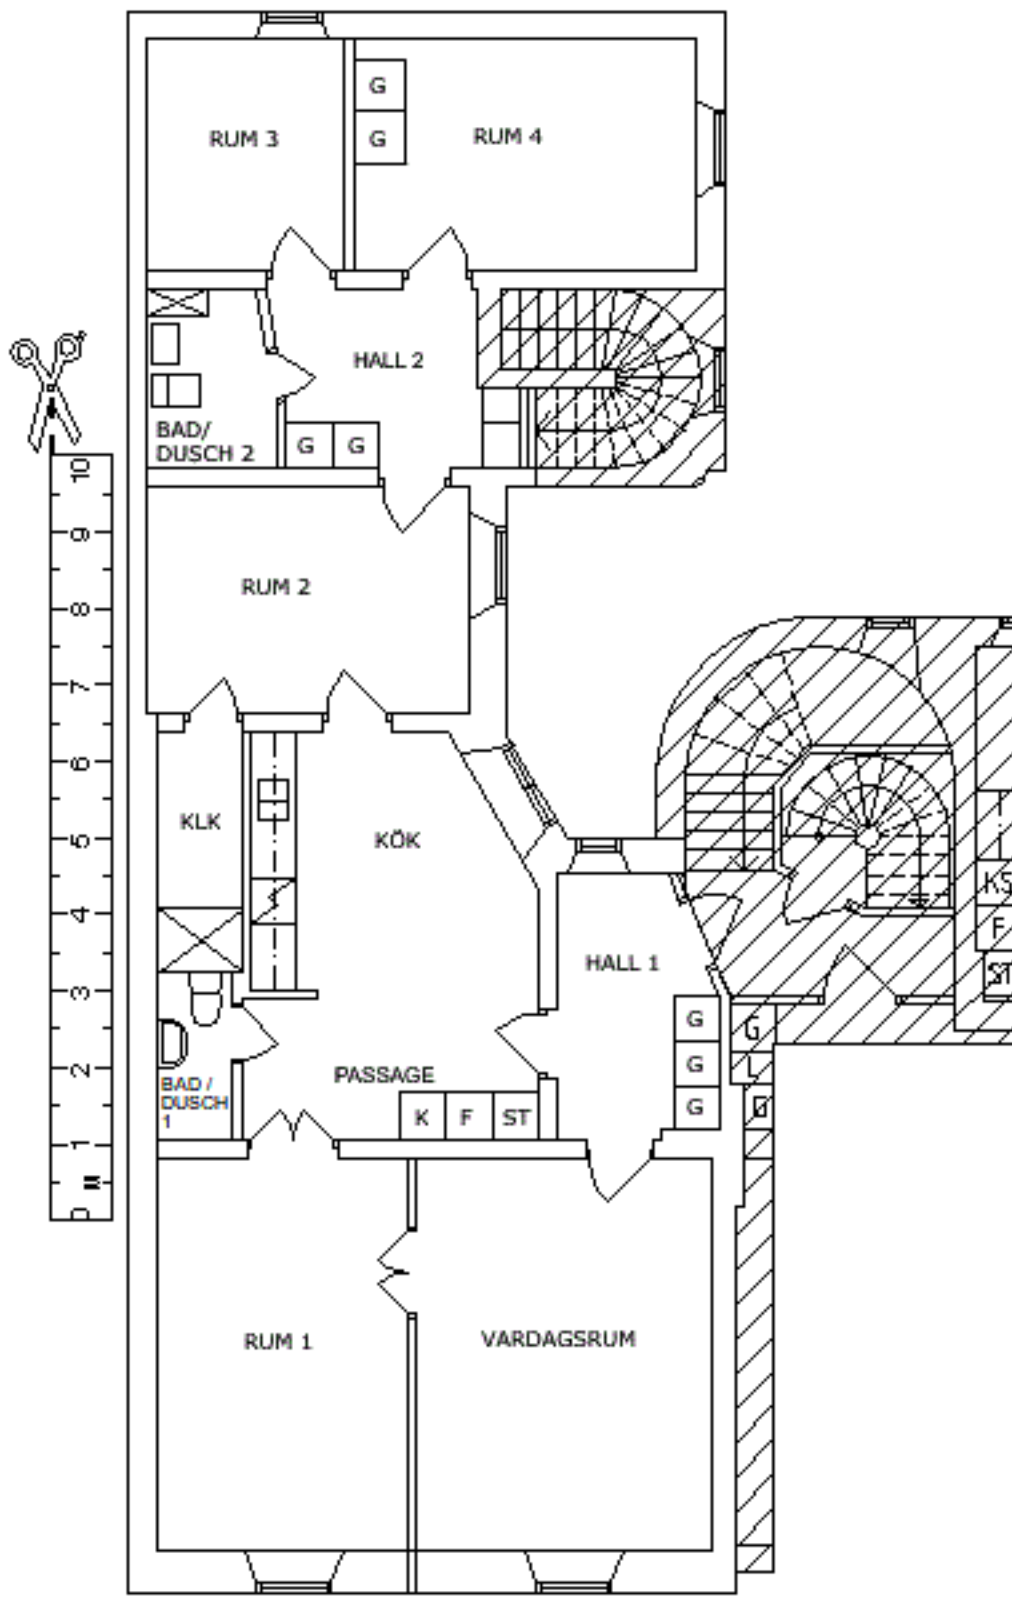 G
G
RUM 3
RUM 4
HALL 2
BAD/
DUSCH 2
G
G
10
9
8
7
6
5
4
3
2
1
M
0
RUM 2
KLK
KÖK
KS
F
ST
HALL 1
G
G
G
G
L
PASSAGE
BAD /
DUSCH
1
K
F
ST
RUM 1
VARDAGSRUM